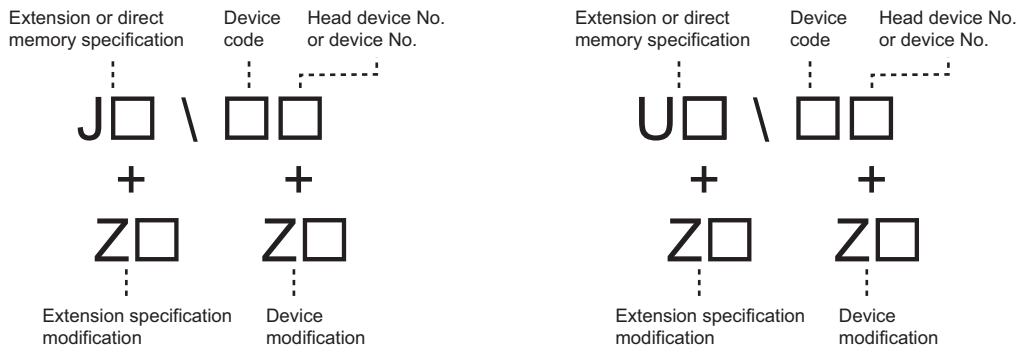 Extension or direct
memory specification
Device
code
Head device No.
or device No.
J□ \ □□
+ +
Z□ Z□
Extension specification
modification
Device
modification
Extension or direct
memory specification
Device
code
Head device No.
or device No.
U□ \ □□
+ +
Z□ Z□
Extension specification
modification
Device
modification